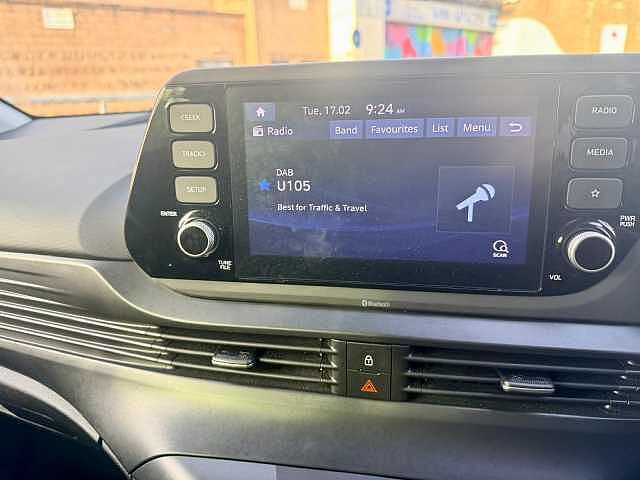 Tue, 17.02 9:24 AM
Radio Band Favourites List Menu
DAB
U105
Best for Traffic & Travel
SCAN
TRACK>
SETUP
ENTER
TUNE
FILE
RADIO
MEDIA
PWR
PUSH
VOL
Bluetooth